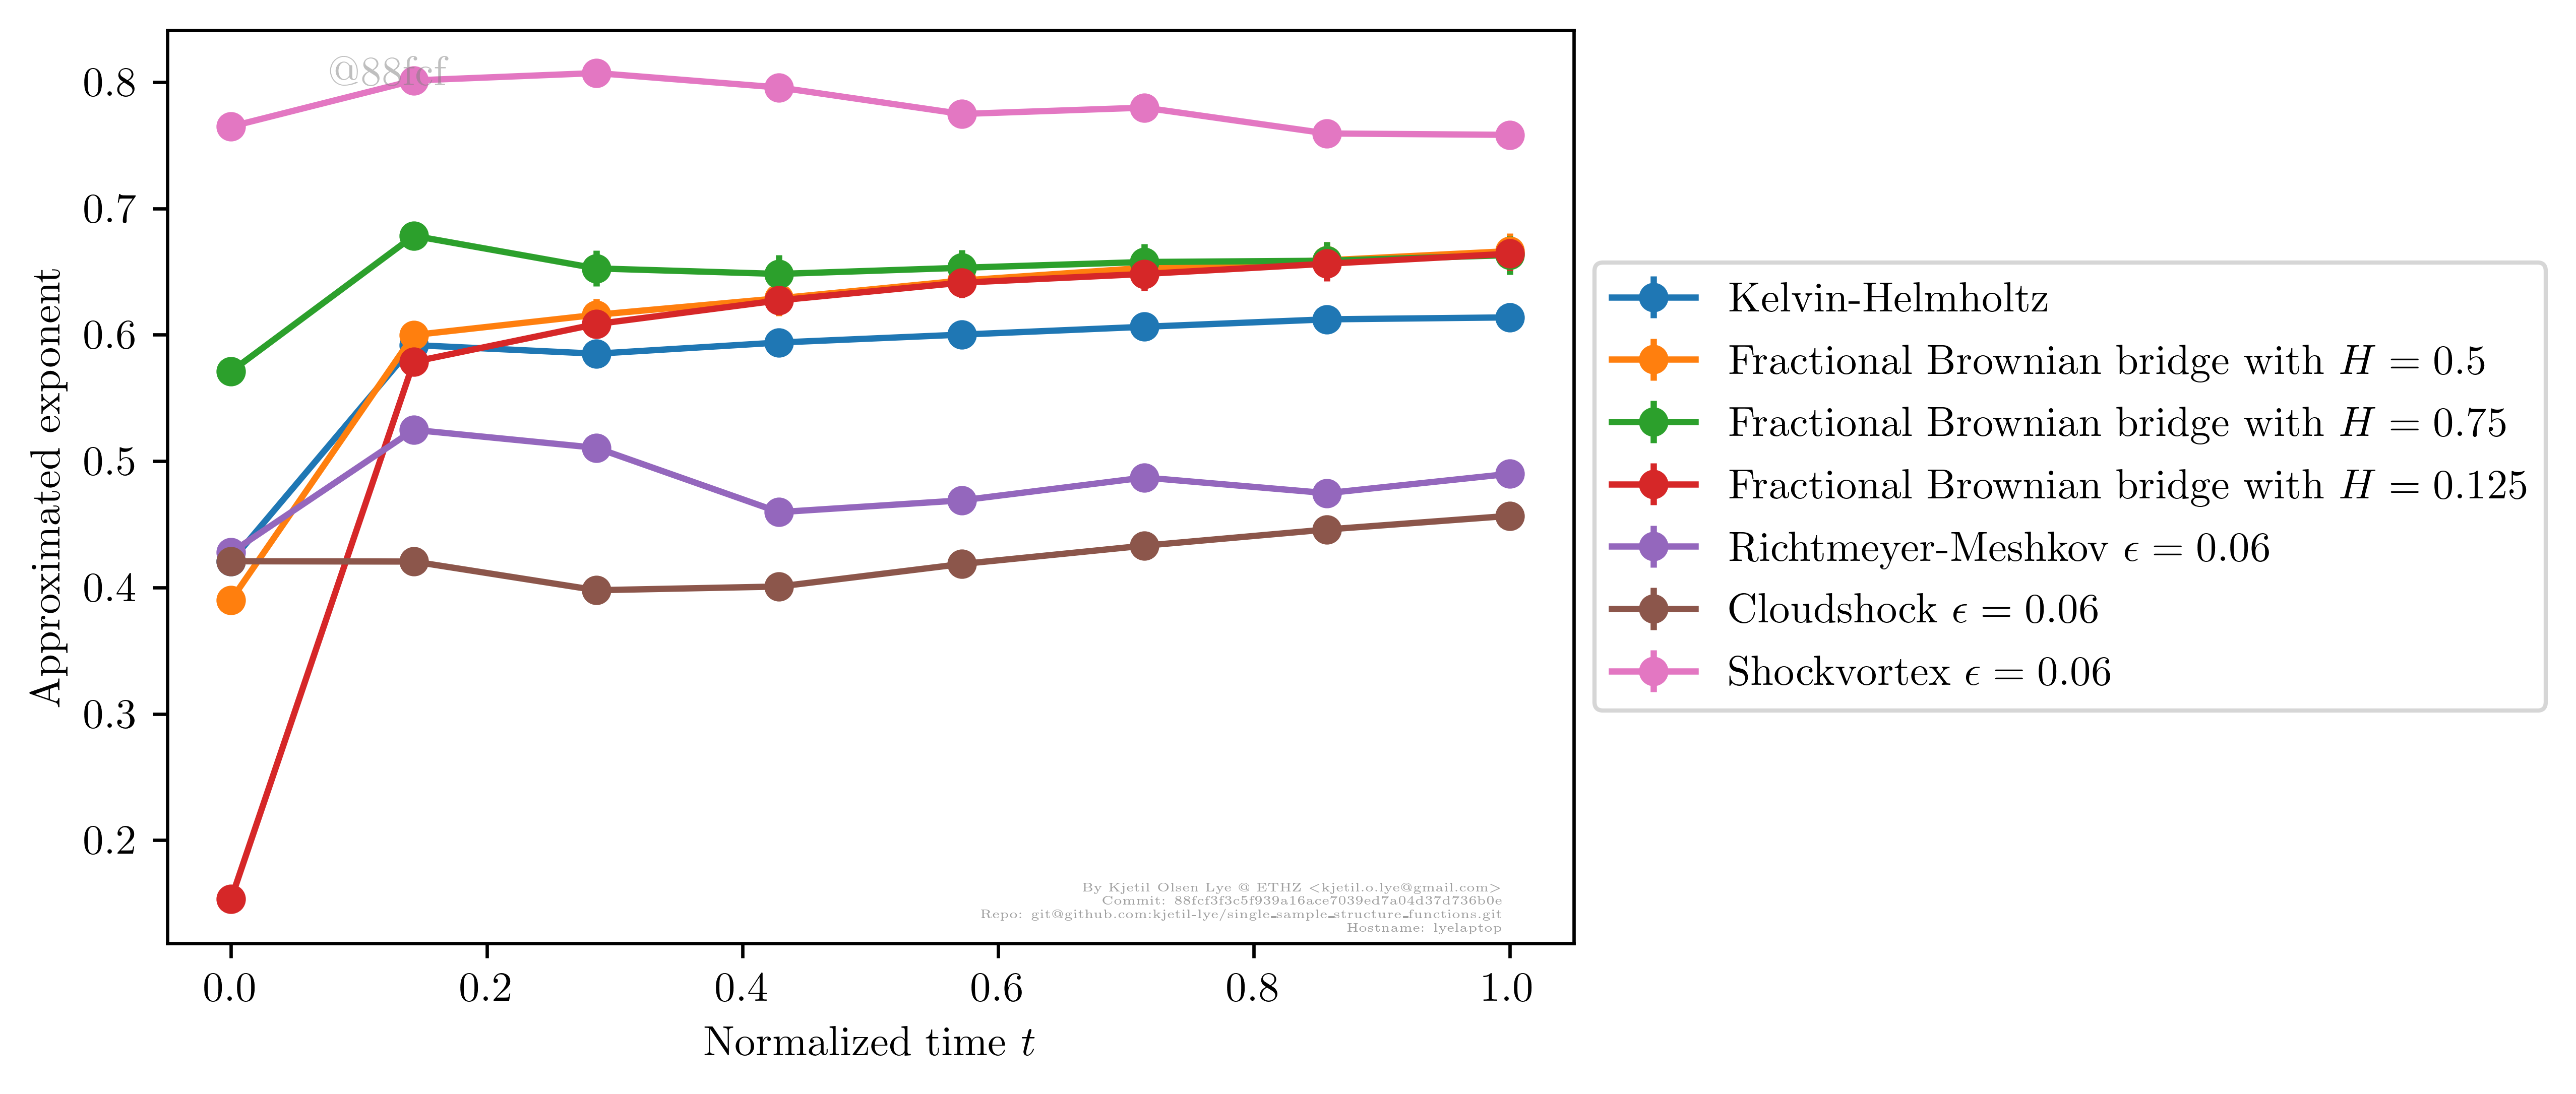 @88fcf
0.8
0.7
0.6
0.5
0.4
0.3
0.2
Approximated exponent
0.0 0.2 0.4 0.6 0.8 1.0
Normalized time t
By Kjetil Olsen Lye @ ETHZ <kjetil.o.lye@gmail.com>
Commit: 88fcf3f3c5f939a16ace7039ed7a04d37d736b0e
Repo: git@github.com:kjetil-lye/single_sample_structure_functions.git
Hostname: lyelaptop
Kelvin-Helmholtz
Fractional Brownian bridge with H = 0.5
Fractional Brownian bridge with H = 0.75
Fractional Brownian bridge with H = 0.125
Richtmeyer-Meshkov ϵ = 0.06
Cloudshock ϵ = 0.06
Shockvortex ϵ = 0.06